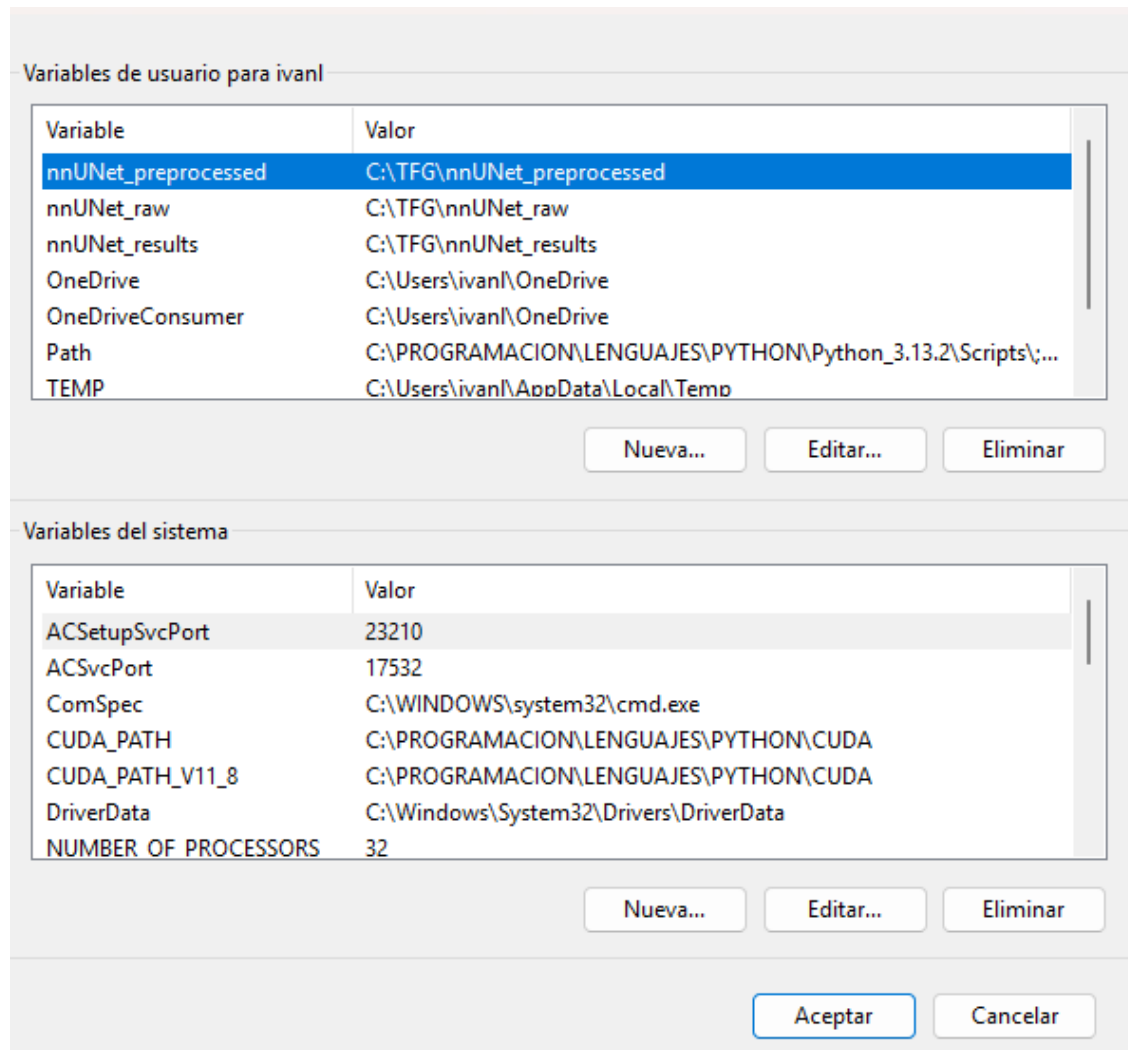 Variables de usuario para ivanl
Variable Valor
nnUNet_preprocessed C:\TFG\nnUNet_preprocessed
nnUNet_raw C:\TFG\nnUNet_raw
nnUNet_results C:\TFG\nnUNet_results
OneDrive C:\Users\ivanl\OneDrive
OneDriveConsumer C:\Users\ivanl\OneDrive
Path C:\PROGRAMACION\LENGUAJES\PYTHON\Python_3.13.2\Scripts\;...
TEMP C:\Users\ivanl\AppData\Local\Temp
Nueva... Editar... Eliminar
Variables del sistema
Variable Valor
ACSetupSvcPort 23210
ACSvcPort 17532
ComSpec C:\WINDOWS\system32\cmd.exe
CUDA_PATH C:\PROGRAMACION\LENGUAJES\PYTHON\CUDA
CUDA_PATH_V11_8 C:\PROGRAMACION\LENGUAJES\PYTHON\CUDA
DriverData C:\Windows\System32\Drivers\DriverData
NUMBER_OF_PROCESSORS 32
Nueva... Editar... Eliminar
Aceptar Cancelar